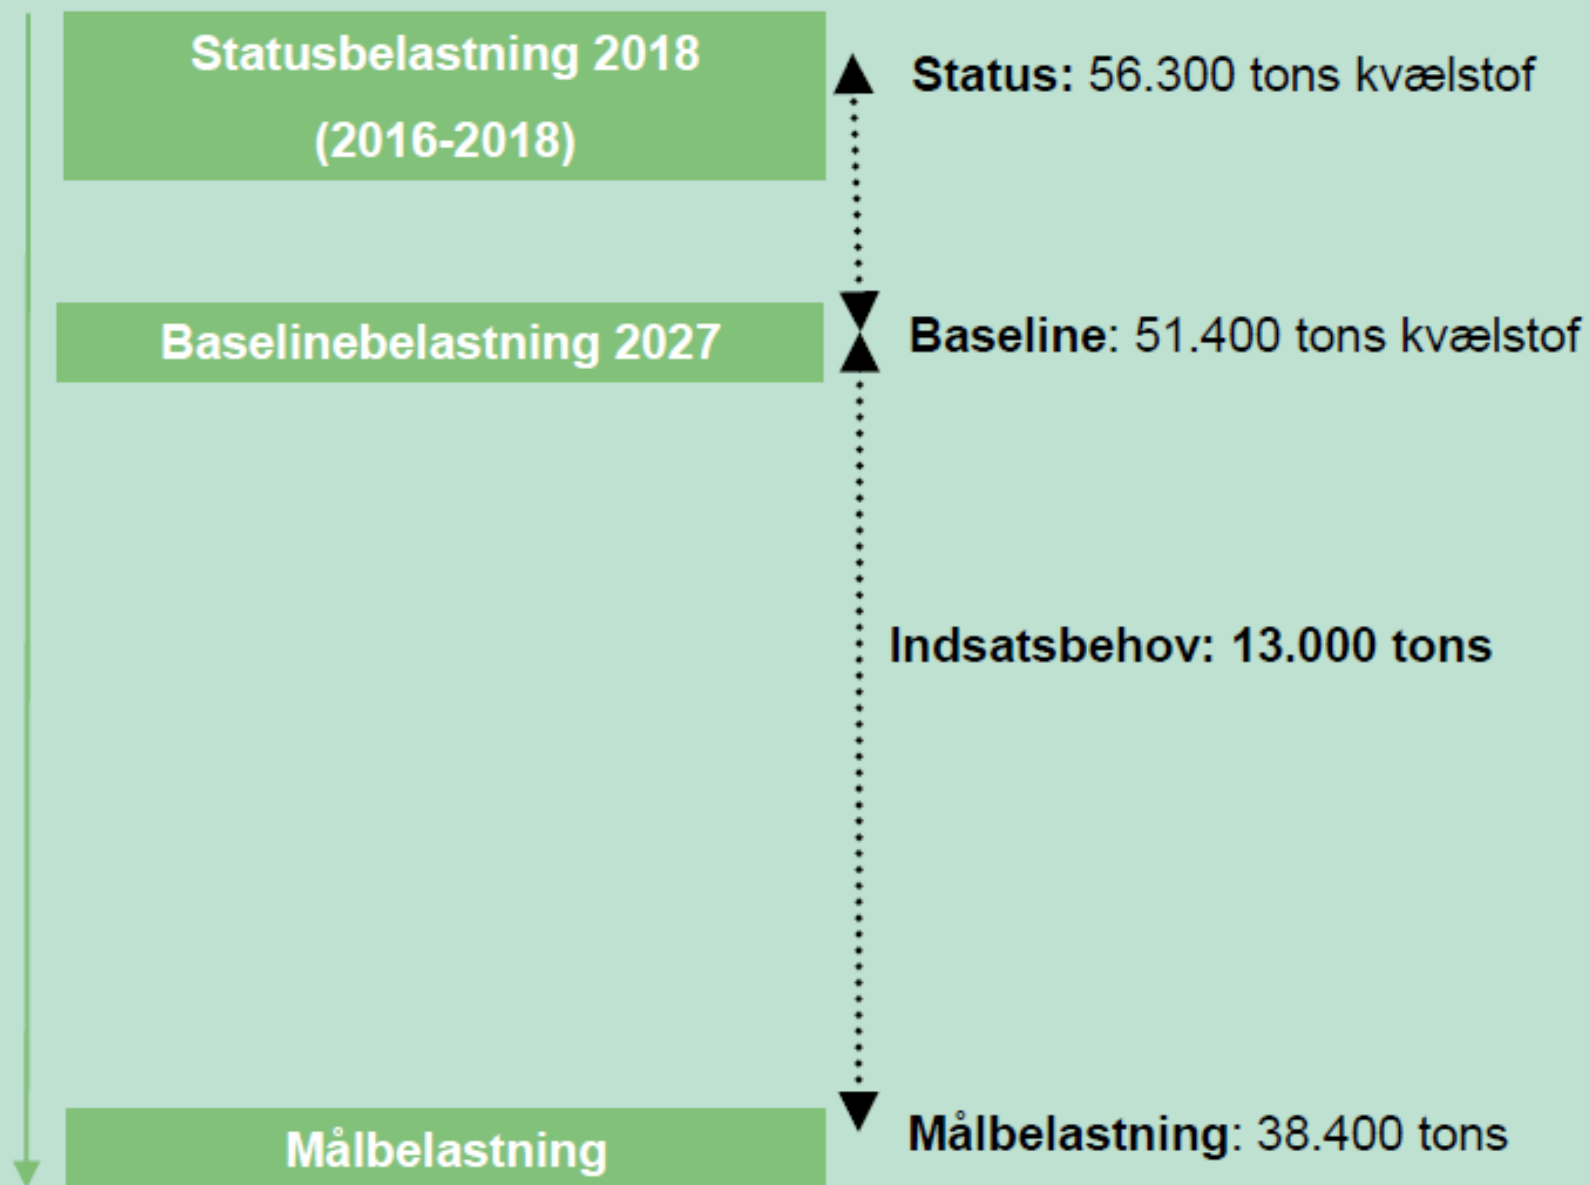 Statusbelastning 2018
(2016-2018)
Status: 56.300 tons kvælstof
Baselinebelastning 2027
Baseline: 51.400 tons kvælstof
Indsatsbehov: 13.000 tons
Målbelastning
Målbelastning: 38.400 tons